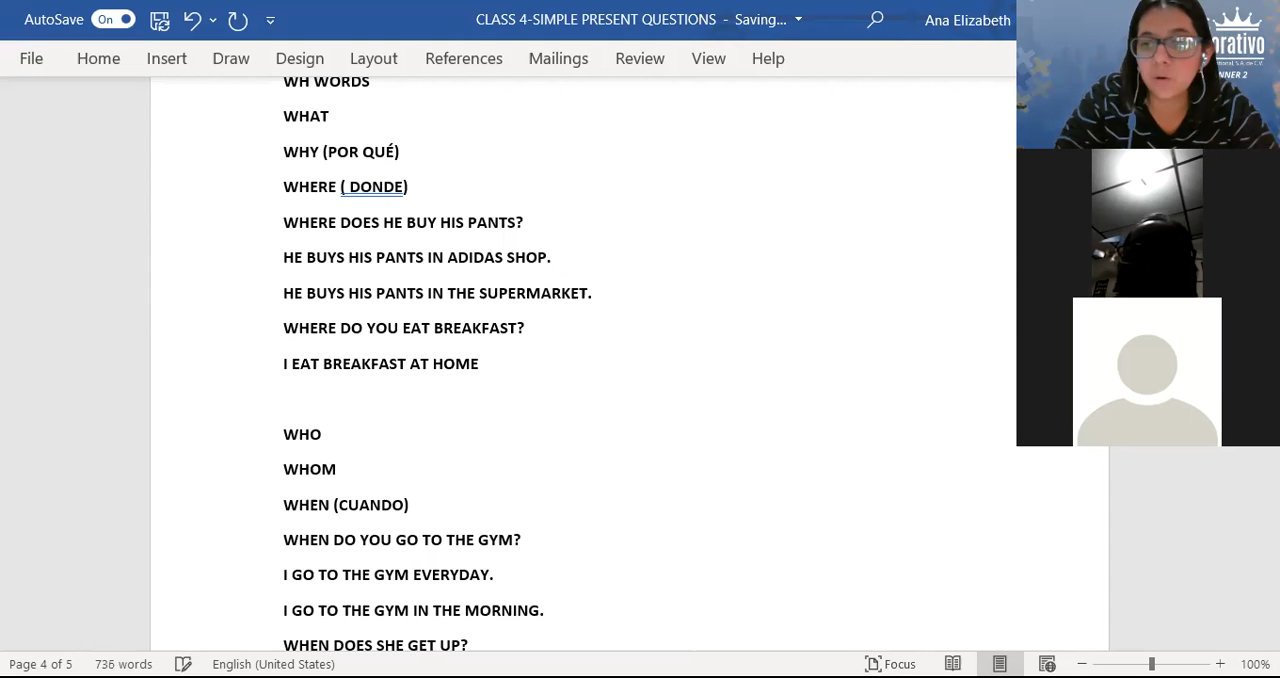 AutoSave On CLASS 4-SIMPLE PRESENT QUESTIONS - Saving... Ana Elizabeth
File Home Insert Draw Design Layout References Mailings Review View Help
WH WORDS
WHAT
WHY (POR QUÉ)
WHERE ( DONDE)
WHERE DOES HE BUY HIS PANTS?
HE BUYS HIS PANTS IN ADIDAS SHOP.
HE BUYS HIS PANTS IN THE SUPERMARKET.
WHERE DO YOU EAT BREAKFAST?
I EAT BREAKFAST AT HOME
WHO
WHOM
WHEN (CUANDO)
WHEN DO YOU GO TO THE GYM?
I GO TO THE GYM EVERYDAY.
I GO TO THE GYM IN THE MORNING.
WHEN DOES SHE GET UP?
Page 4 of 5 736 words English (United States) Focus 100%